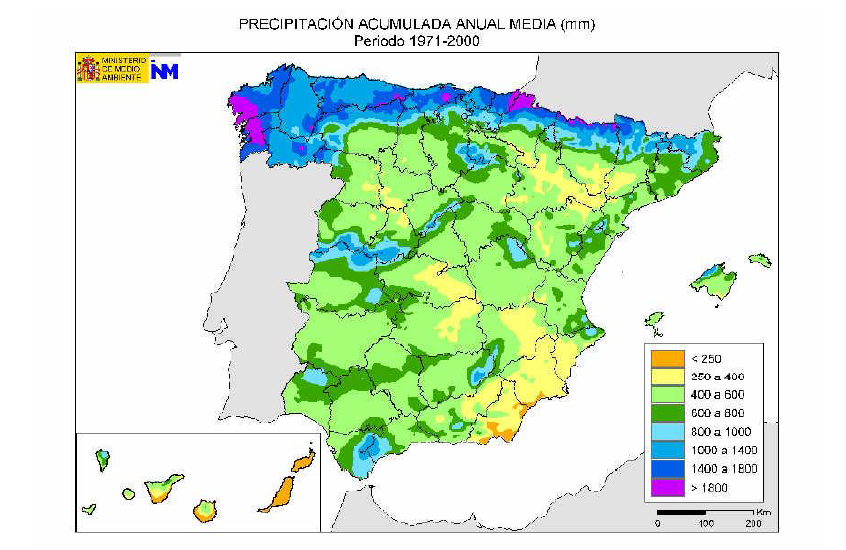 PRECIPITACIÓN ACUMULADA ANUAL MEDIA (mm)
Periodo 1971-2000
MINISTERIO
DE MEDIO
AMBIENTE
INM
< 250
250 a 400
400 a 600
600 a 800
800 a 1000
1000 a 1400
1400 a 1800
> 1800
Km
0 100 200